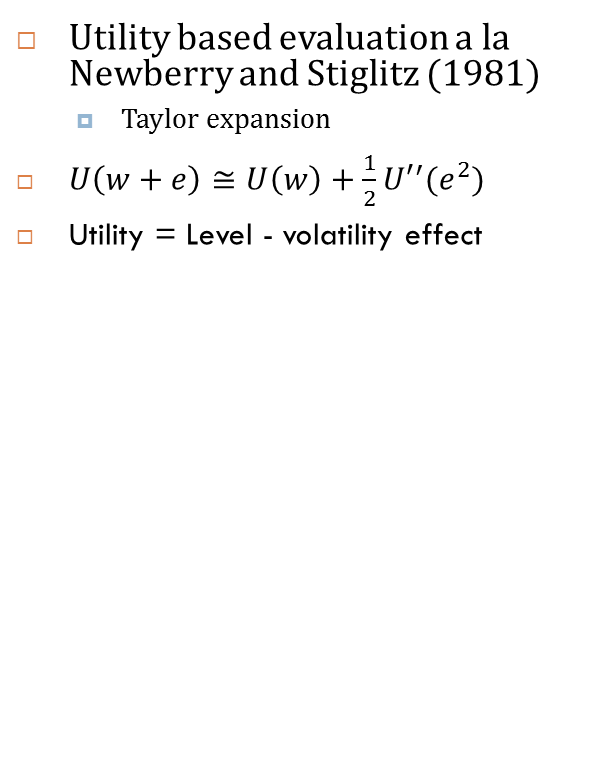 Utility based evaluation a la
Newberry and Stiglitz (1981)
Taylor expansion
U(w + e) ≅ U(w) + ½ U′′(e²)
Utility = Level - volatility effect